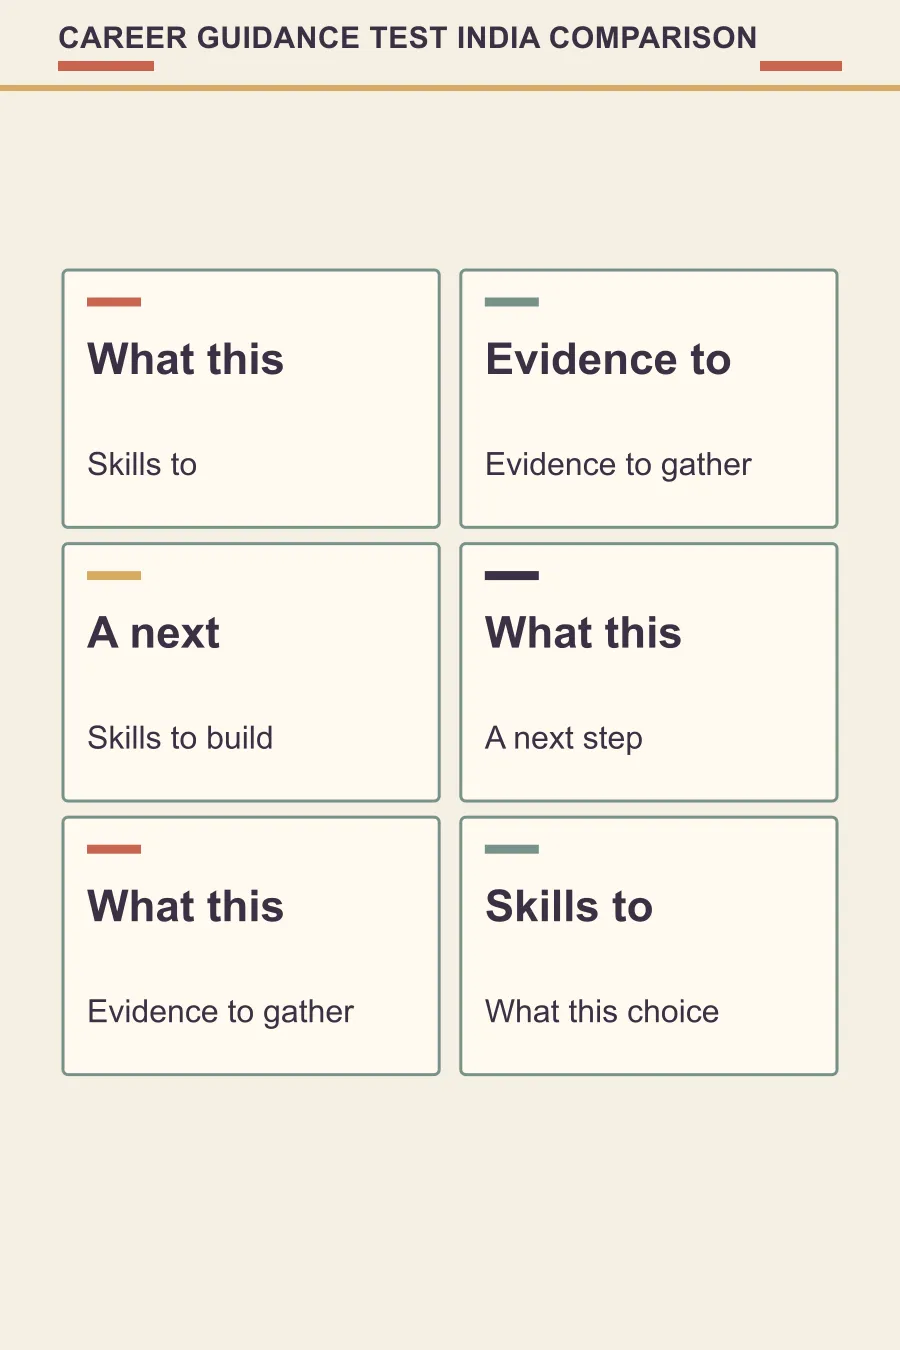 CAREER GUIDANCE TEST INDIA COMPARISON
What this
Skills to
Evidence to
Evidence to gather
A next
Skills to build
What this
A next step
What this
Evidence to gather
Skills to
What this choice